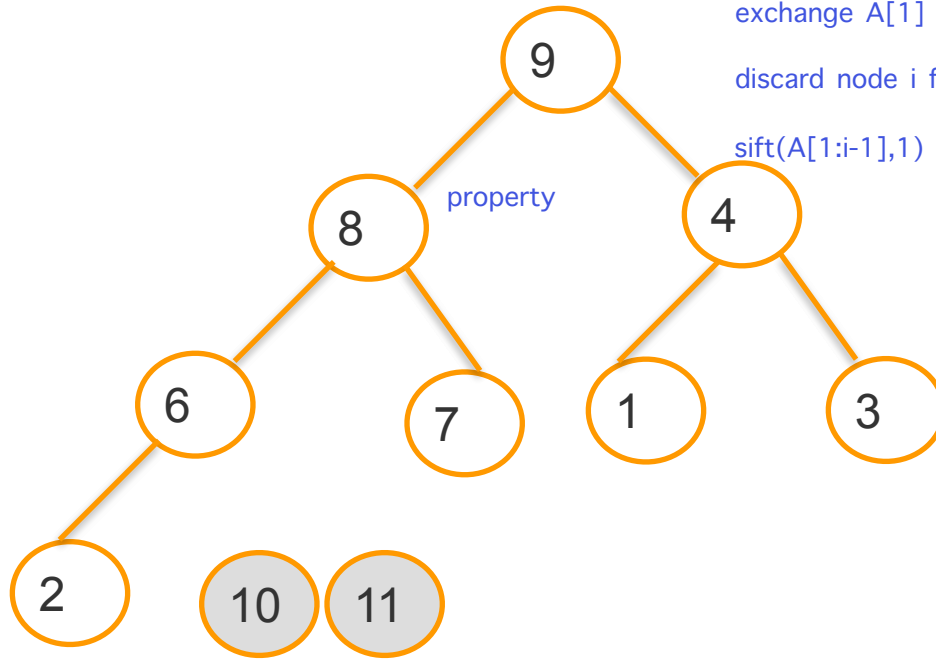 exchange A[1]
9
discard node i f
sift(A[1:i-1],1)
property
8
4
6
7
1
3
2
10
11